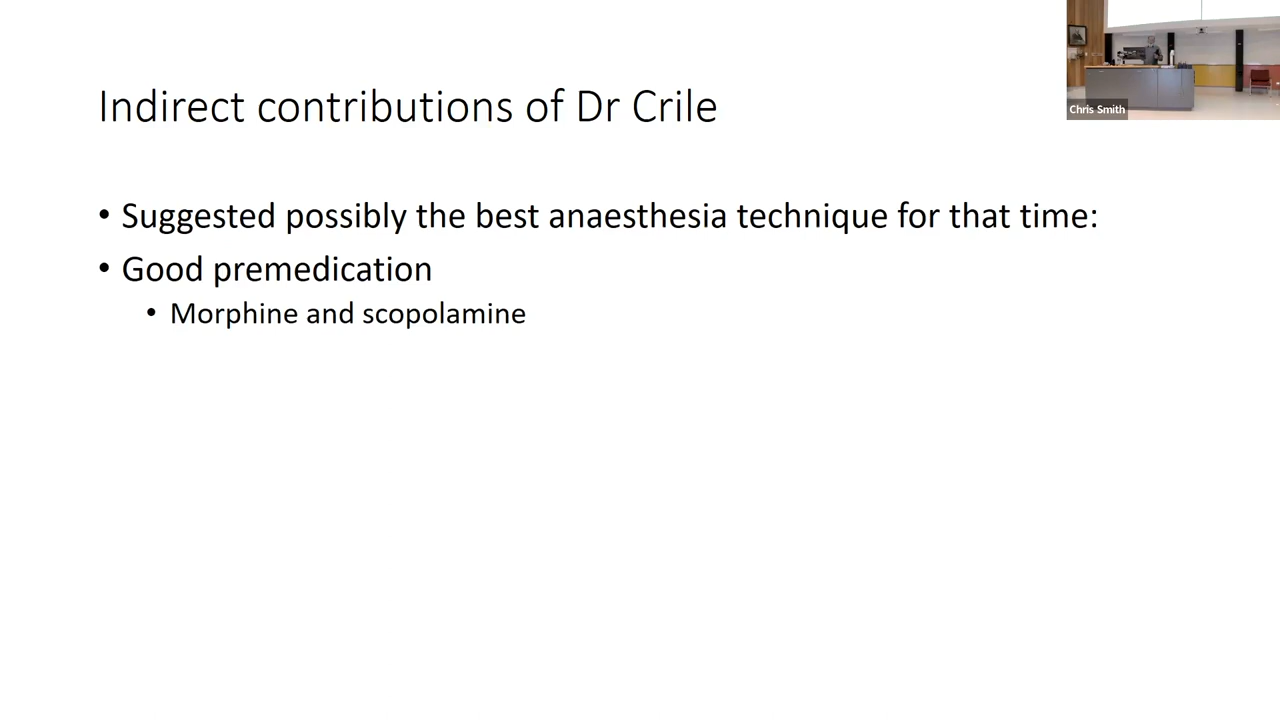 Indirect contributions of Dr Crile
Chris Smith
• Suggested possibly the best anaesthesia technique for that time:
• Good premedication
• Morphine and scopolamine